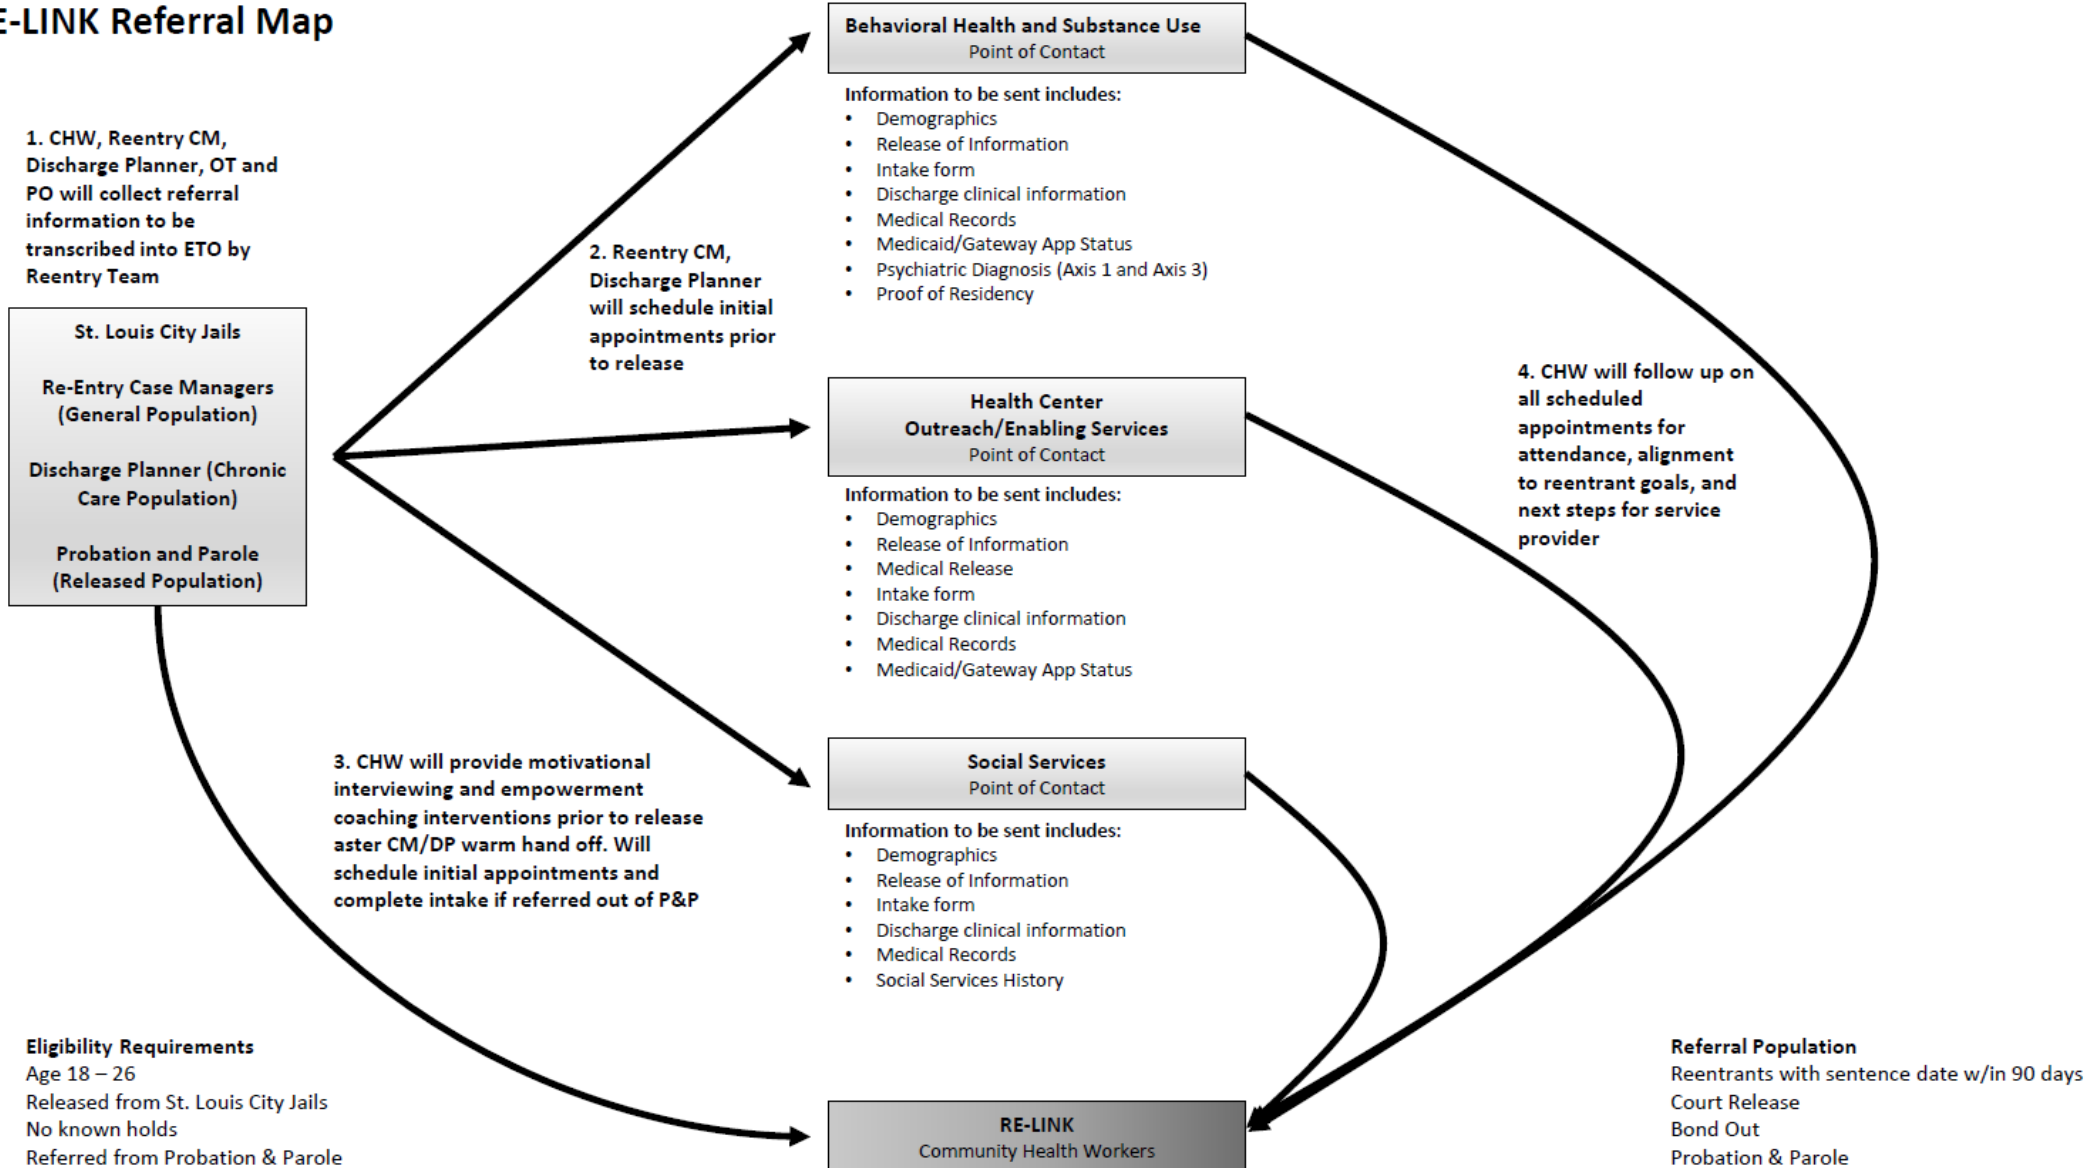 E-LINK Referral Map
1. CHW, Reentry CM,
Discharge Planner, OT and
PO will collect referral
information to be
transcribed into ETO by
Reentry Team
St. Louis City Jails
Re-Entry Case Managers
(General Population)
Discharge Planner (Chronic
Care Population)
Probation and Parole
(Released Population)
2. Reentry CM,
Discharge Planner
will schedule initial
appointments prior
to release
Behavioral Health and Substance Use
Point of Contact
Information to be sent includes:
• Demographics
• Release of Information
• Intake form
• Discharge clinical information
• Medical Records
• Medicaid/Gateway App Status
• Psychiatric Diagnosis (Axis 1 and Axis 3)
• Proof of Residency
Health Center
Outreach/Enabling Services
Point of Contact
Information to be sent includes:
• Demographics
• Release of Information
• Medical Release
• Intake form
• Discharge clinical information
• Medical Records
• Medicaid/Gateway App Status
Social Services
Point of Contact
Information to be sent includes:
• Demographics
• Release of Information
• Intake form
• Discharge clinical information
• Medical Records
• Social Services History
3. CHW will provide motivational
interviewing and empowerment
coaching interventions prior to release
aster CM/DP warm hand off. Will
schedule initial appointments and
complete intake if referred out of P&P
4. CHW will follow up on
all scheduled
appointments for
attendance, alignment
to reentrant goals, and
next steps for service
provider
Eligibility Requirements
Age 18 – 26
Released from St. Louis City Jails
No known holds
Referred from Probation & Parole
RE-LINK
Community Health Workers
Referral Population
Reentrants with sentence date w/in 90 days
Court Release
Bond Out
Probation & Parole